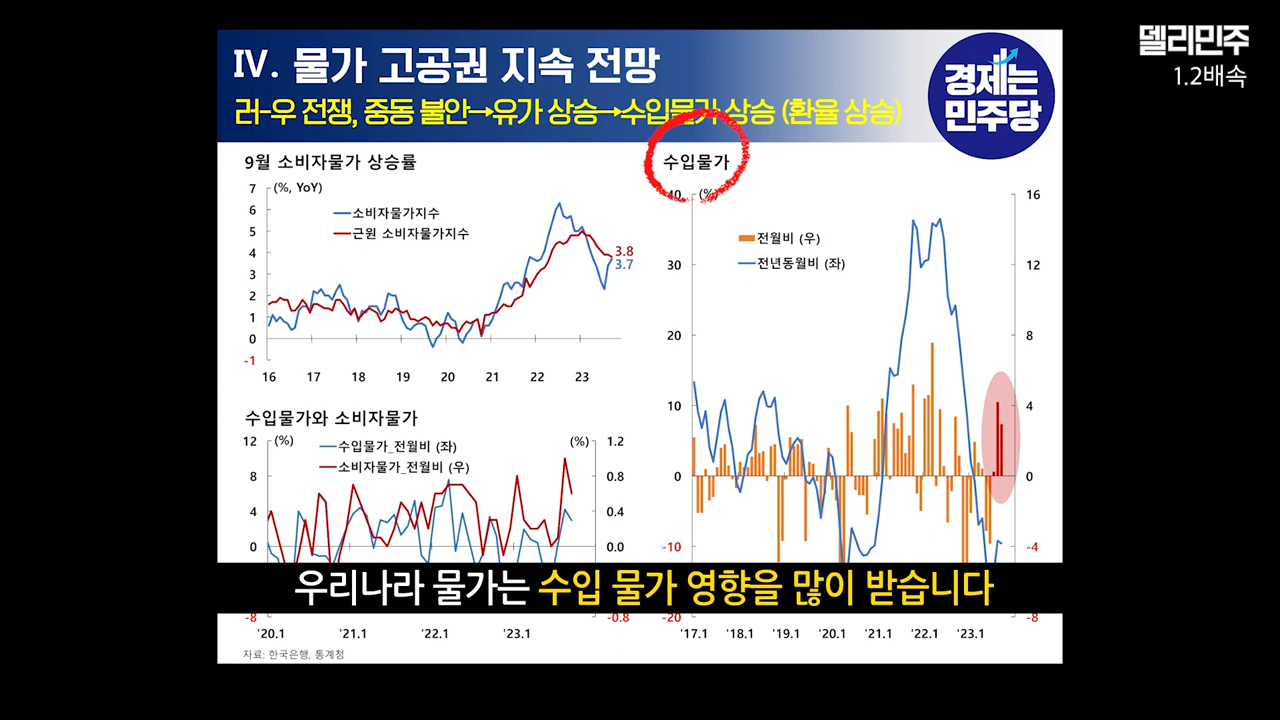 델리민주
1.2배속
Ⅳ. 물가 고공권 지속 전망
러-우 전쟁, 중동 불안→유가 상승→수입물가 상승 (환율 상승)
경제는
민주당
9월 소비자물가 상승률
7 (%, YoY)
6
5
4
3
2
1
0
-1
소비자물가지수
근원 소비자물가지수
3.8
3.7
16 17 18 19 20 21 22 23
수입물가와 소비자물가
12 (%)
8
4
0
-8
(%) 1.2
0.8
0.4
0.0
-0.8
수입물가_전월비 (좌)
소비자물가_전월비 (우)
'20.1 '21.1 '22.1 '23.1
수입물가
40 (%)
30
20
10
0
-10
-20
16
12
8
4
0
-4
-8
전월비 (우)
전년동월비 (좌)
'17.1 '18.1 '19.1 '20.1 '21.1 '22.1 '23.1
우리나라 물가는 수입 물가 영향을 많이 받습니다
자료: 한국은행, 통계청